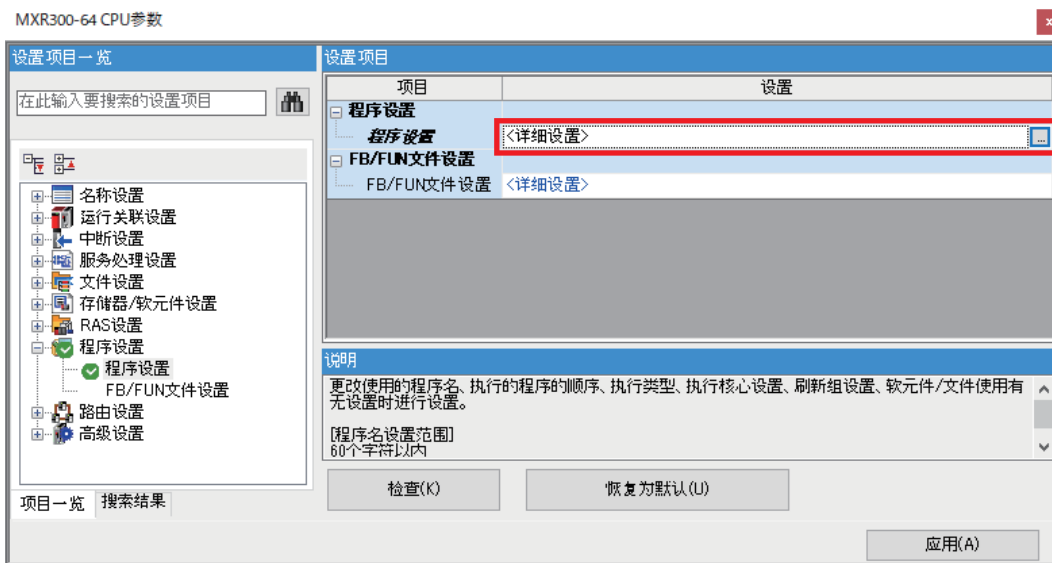 MXR300-64 CPU参数
设置项目一览
在此输入要搜索的设置项目
名称设置
运行关联设置
中断设置
服务处理设置
文件设置
存储器/软元件设置
RAS设置
程序设置
程序设置
FB/FUN文件设置
路由设置
高级设置
项目一览 搜索结果
设置项目
项目 设置
程序设置
程序设置 <详细设置> ...
FB/FUN文件设置
FB/FUN文件设置 <详细设置>
说明
更改使用的程序名、执行的程序的顺序、执行类型、执行核心设置、刷新组设置、软元件/文件使用有
无设置时进行设置。
[程序名设置范围]
60个字符以内
检查(K) 恢复为默认(U)
应用(A)